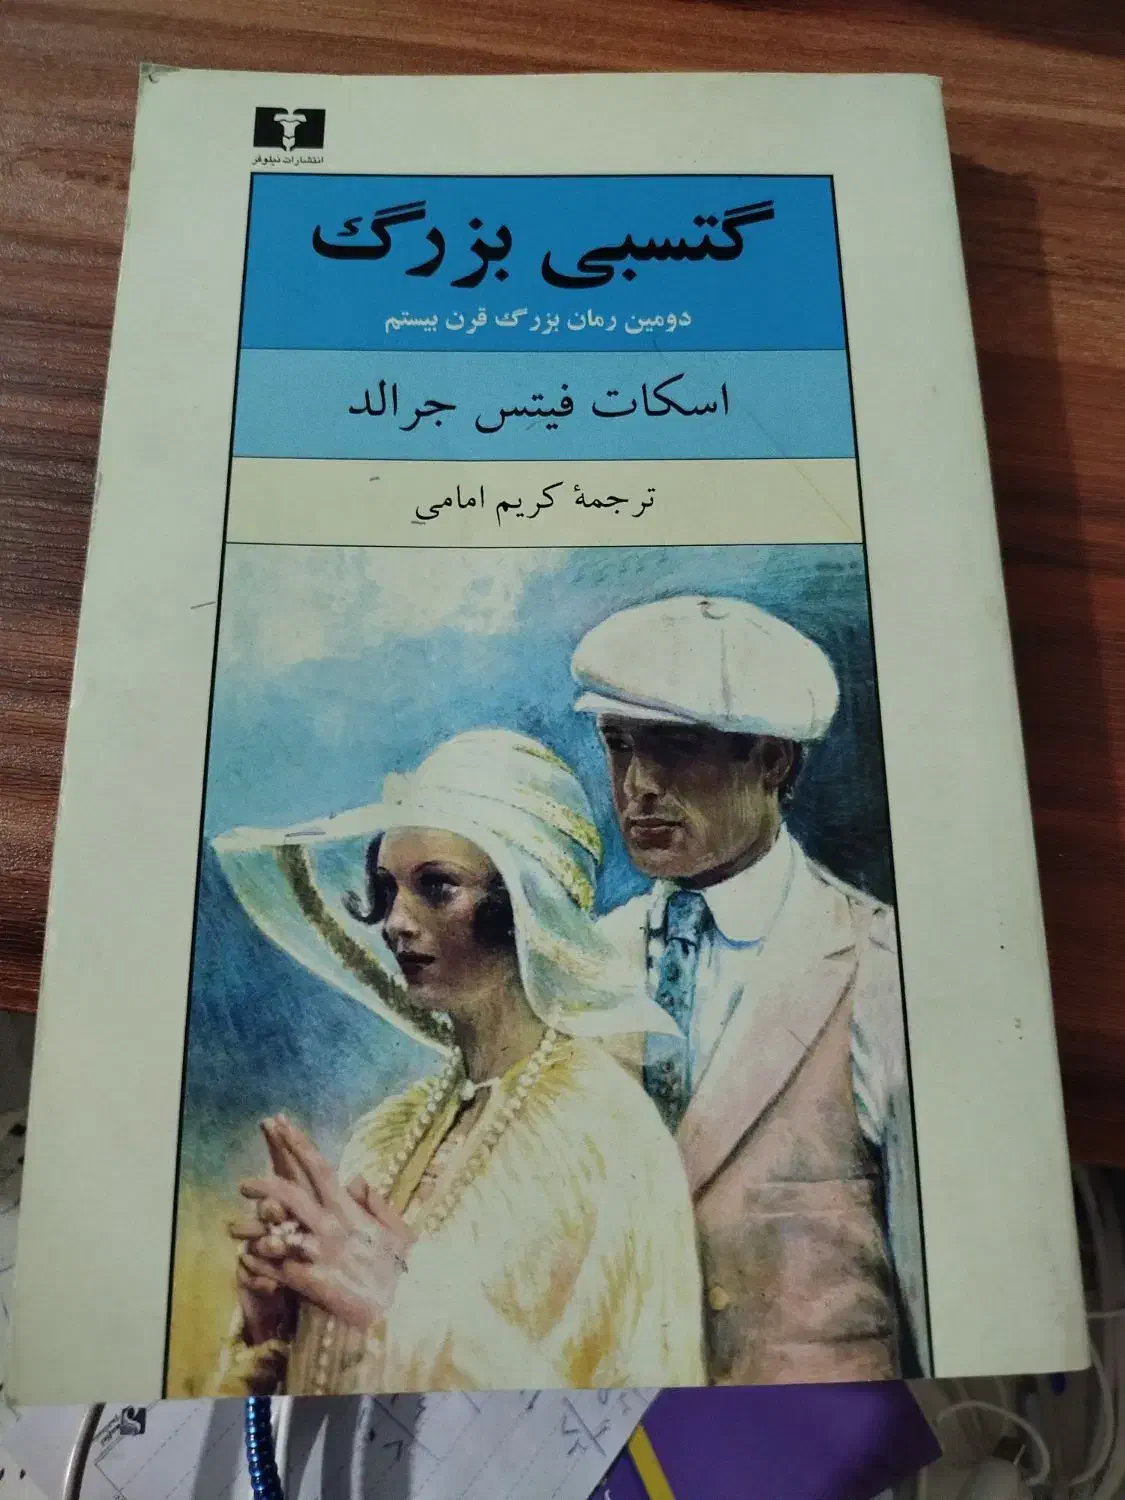 انتشارات نیلوفر
گتسبی بزرگ
دومین رمان بزرگ قرن بیستم
اسکات فیتس جرالد
ترجمهٔ کریم امامی